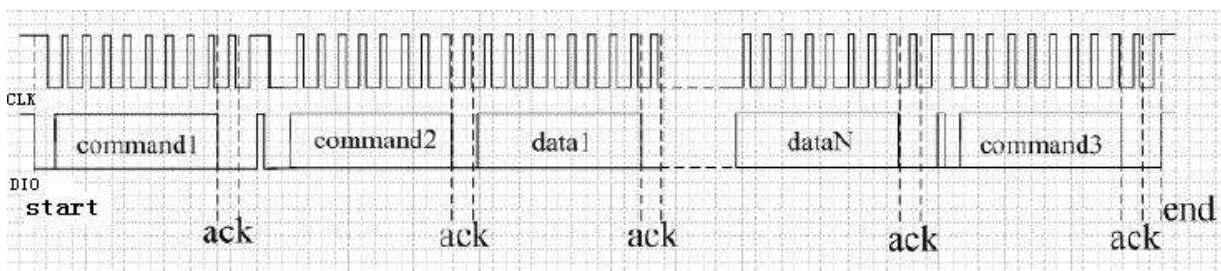 CLK
command1 command2 data1 dataN command3
DIO
start end
ack ack ack ack ack